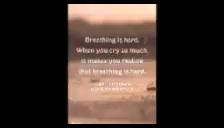 Breathing is hard.
When you cry so much
it makes you realize
that breathing is hard.